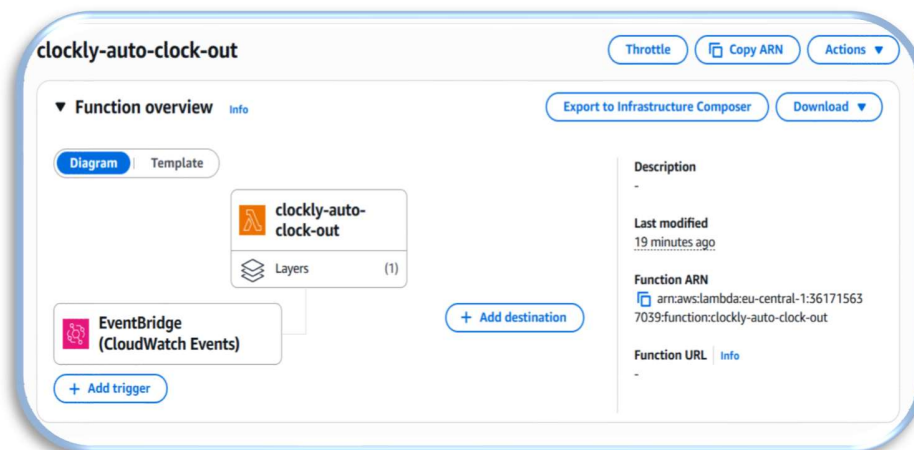 clockly-auto-clock-out
Throttle
Copy ARN
Actions
Function overview
Info
Export to Infrastructure Composer
Download
Diagram
Template
clockly-auto-
clock-out
Layers
(1)
EventBridge
(CloudWatch Events)
+ Add trigger
+ Add destination
Description
-
Last modified
19 minutes ago
Function ARN
arn:aws:lambda:eu-central-1:36171563
7039:function:clockly-auto-clock-out
Function URL
Info
-